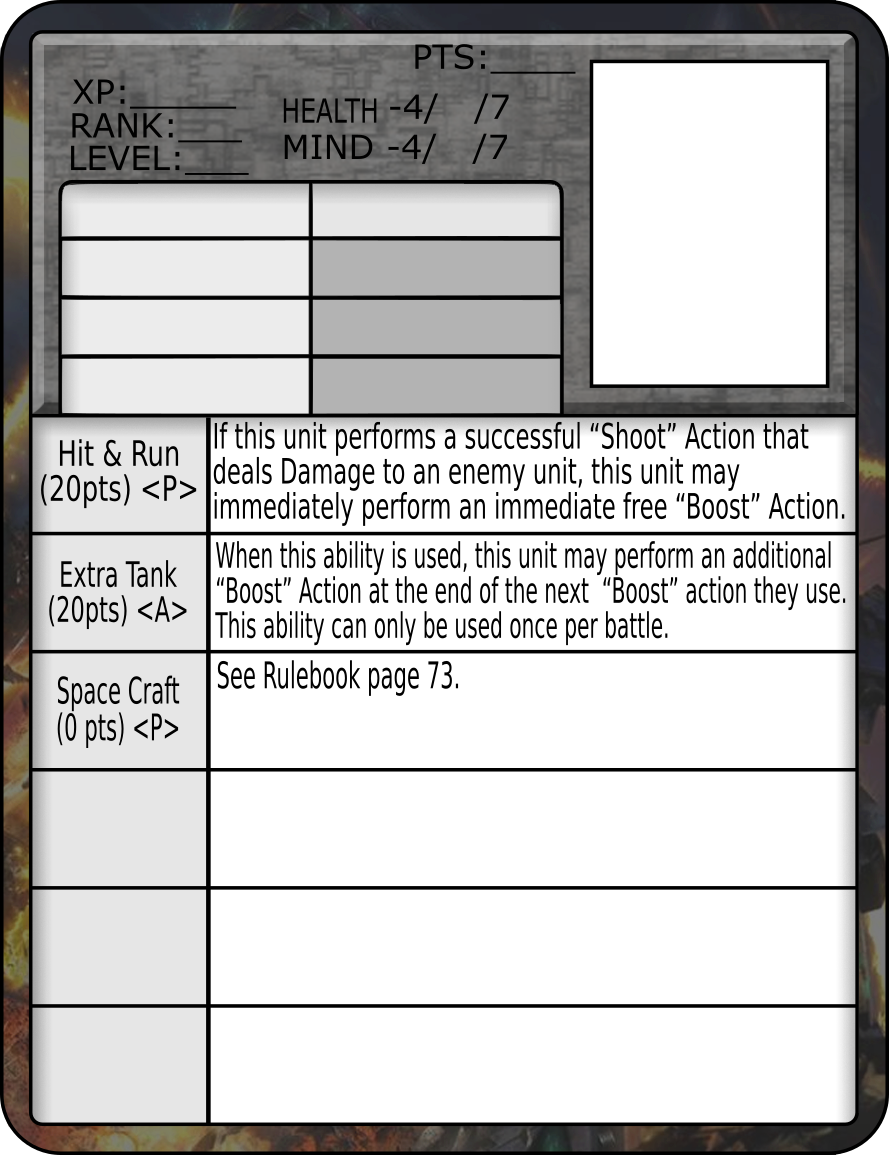 PTS:_____
XP:______
RANK:___
LEVEL:___
HEALTH -4/ /7
MIND -4/ /7
Hit & Run
(20pts) <P>
If this unit performs a successful “Shoot” Action that
deals Damage to an enemy unit, this unit may
immediately perform an immediate free “Boost” Action.
Extra Tank
(20pts) <A>
When this ability is used, this unit may perform an additional
“Boost” Action at the end of the next “Boost” action they use.
This ability can only be used once per battle.
Space Craft
(0 pts) <P>
See Rulebook page 73.